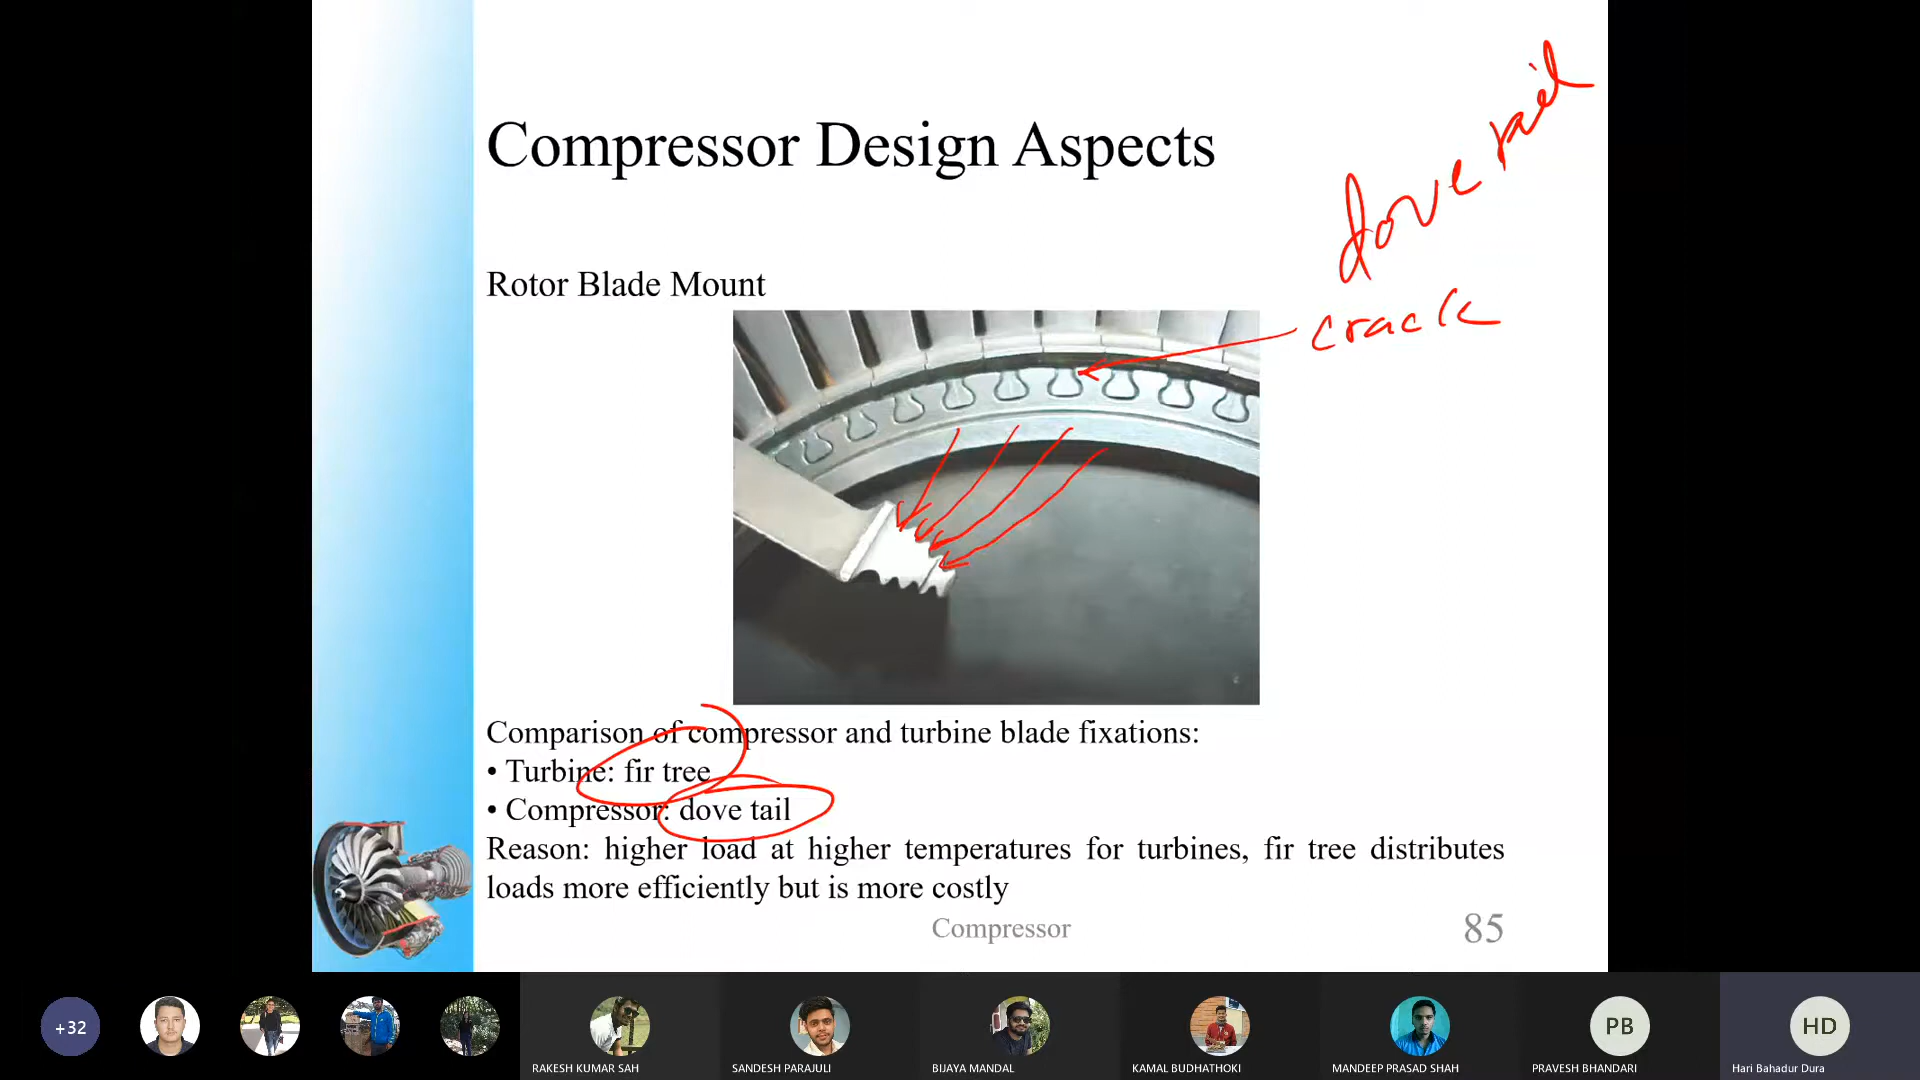 Compressor Design Aspects
dove tail
Rotor Blade Mount
crack
Comparison of compressor and turbine blade fixations:
• Turbine: fir tree
• Compressor: dove tail
Reason: higher load at higher temperatures for turbines, fir tree distributes
loads more efficiently but is more costly
Compressor
85
+32
RAKESH KUMAR SAH
SANDESH PARAJULI
BIJAYA MANDAL
KAMAL BUDHATHOKI
MANDEEP PRASAD SHAH
PB
PRAVESH BHANDARI
HD
Hari Bahadur Dura